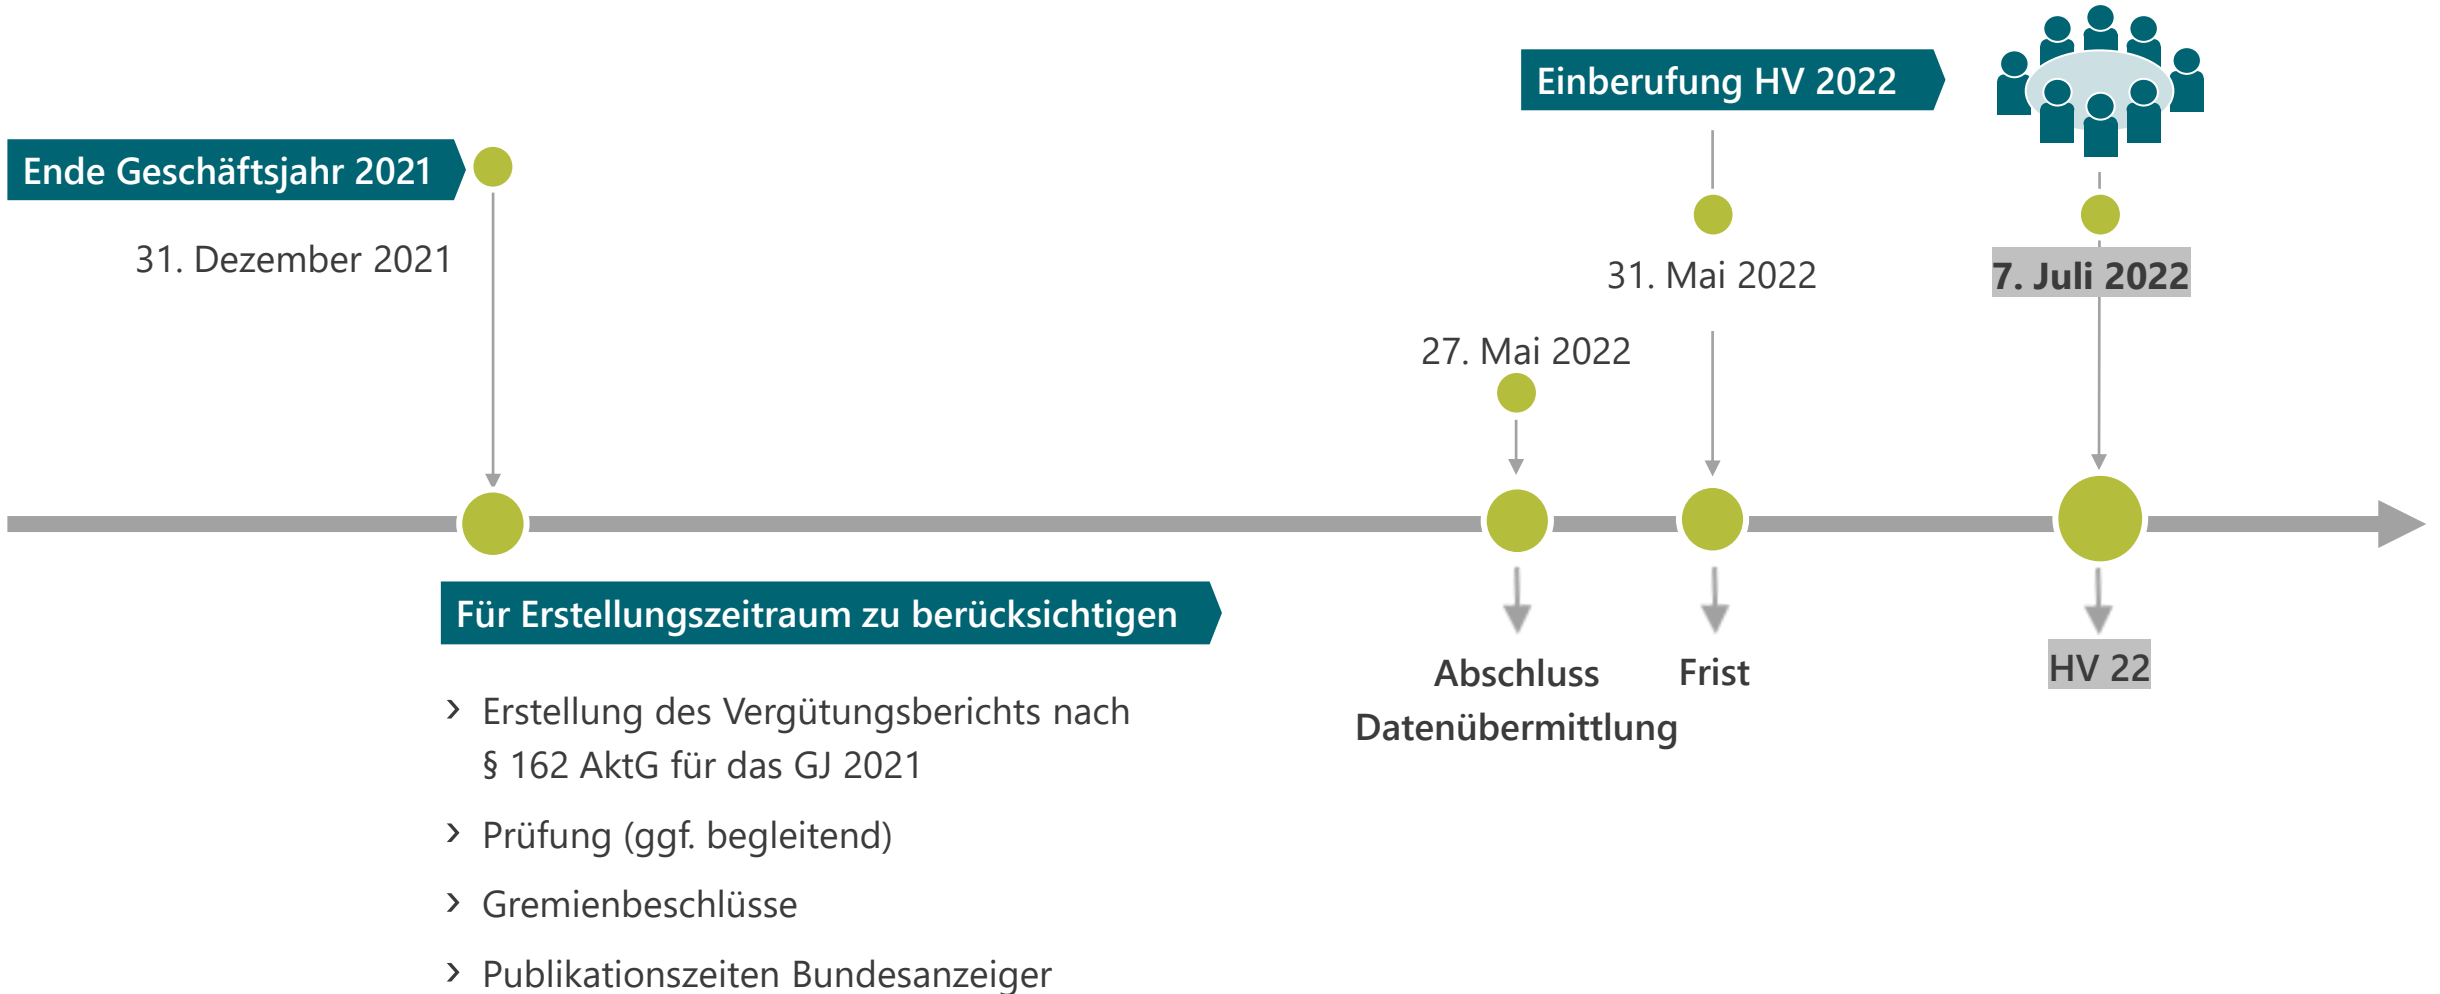 Einberufung HV 2022
Ende Geschäftsjahr 2021
31. Dezember 2021
31. Mai 2022
7. Juli 2022
27. Mai 2022
Für Erstellungszeitraum zu berücksichtigen
› Erstellung des Vergütungsberichts nach
§ 162 AktG für das GJ 2021
› Prüfung (ggf. begleitend)
› Gremienbeschlüsse
› Publikationszeiten Bundesanzeiger
Abschluss
Datenübermittlung
Frist
HV 22